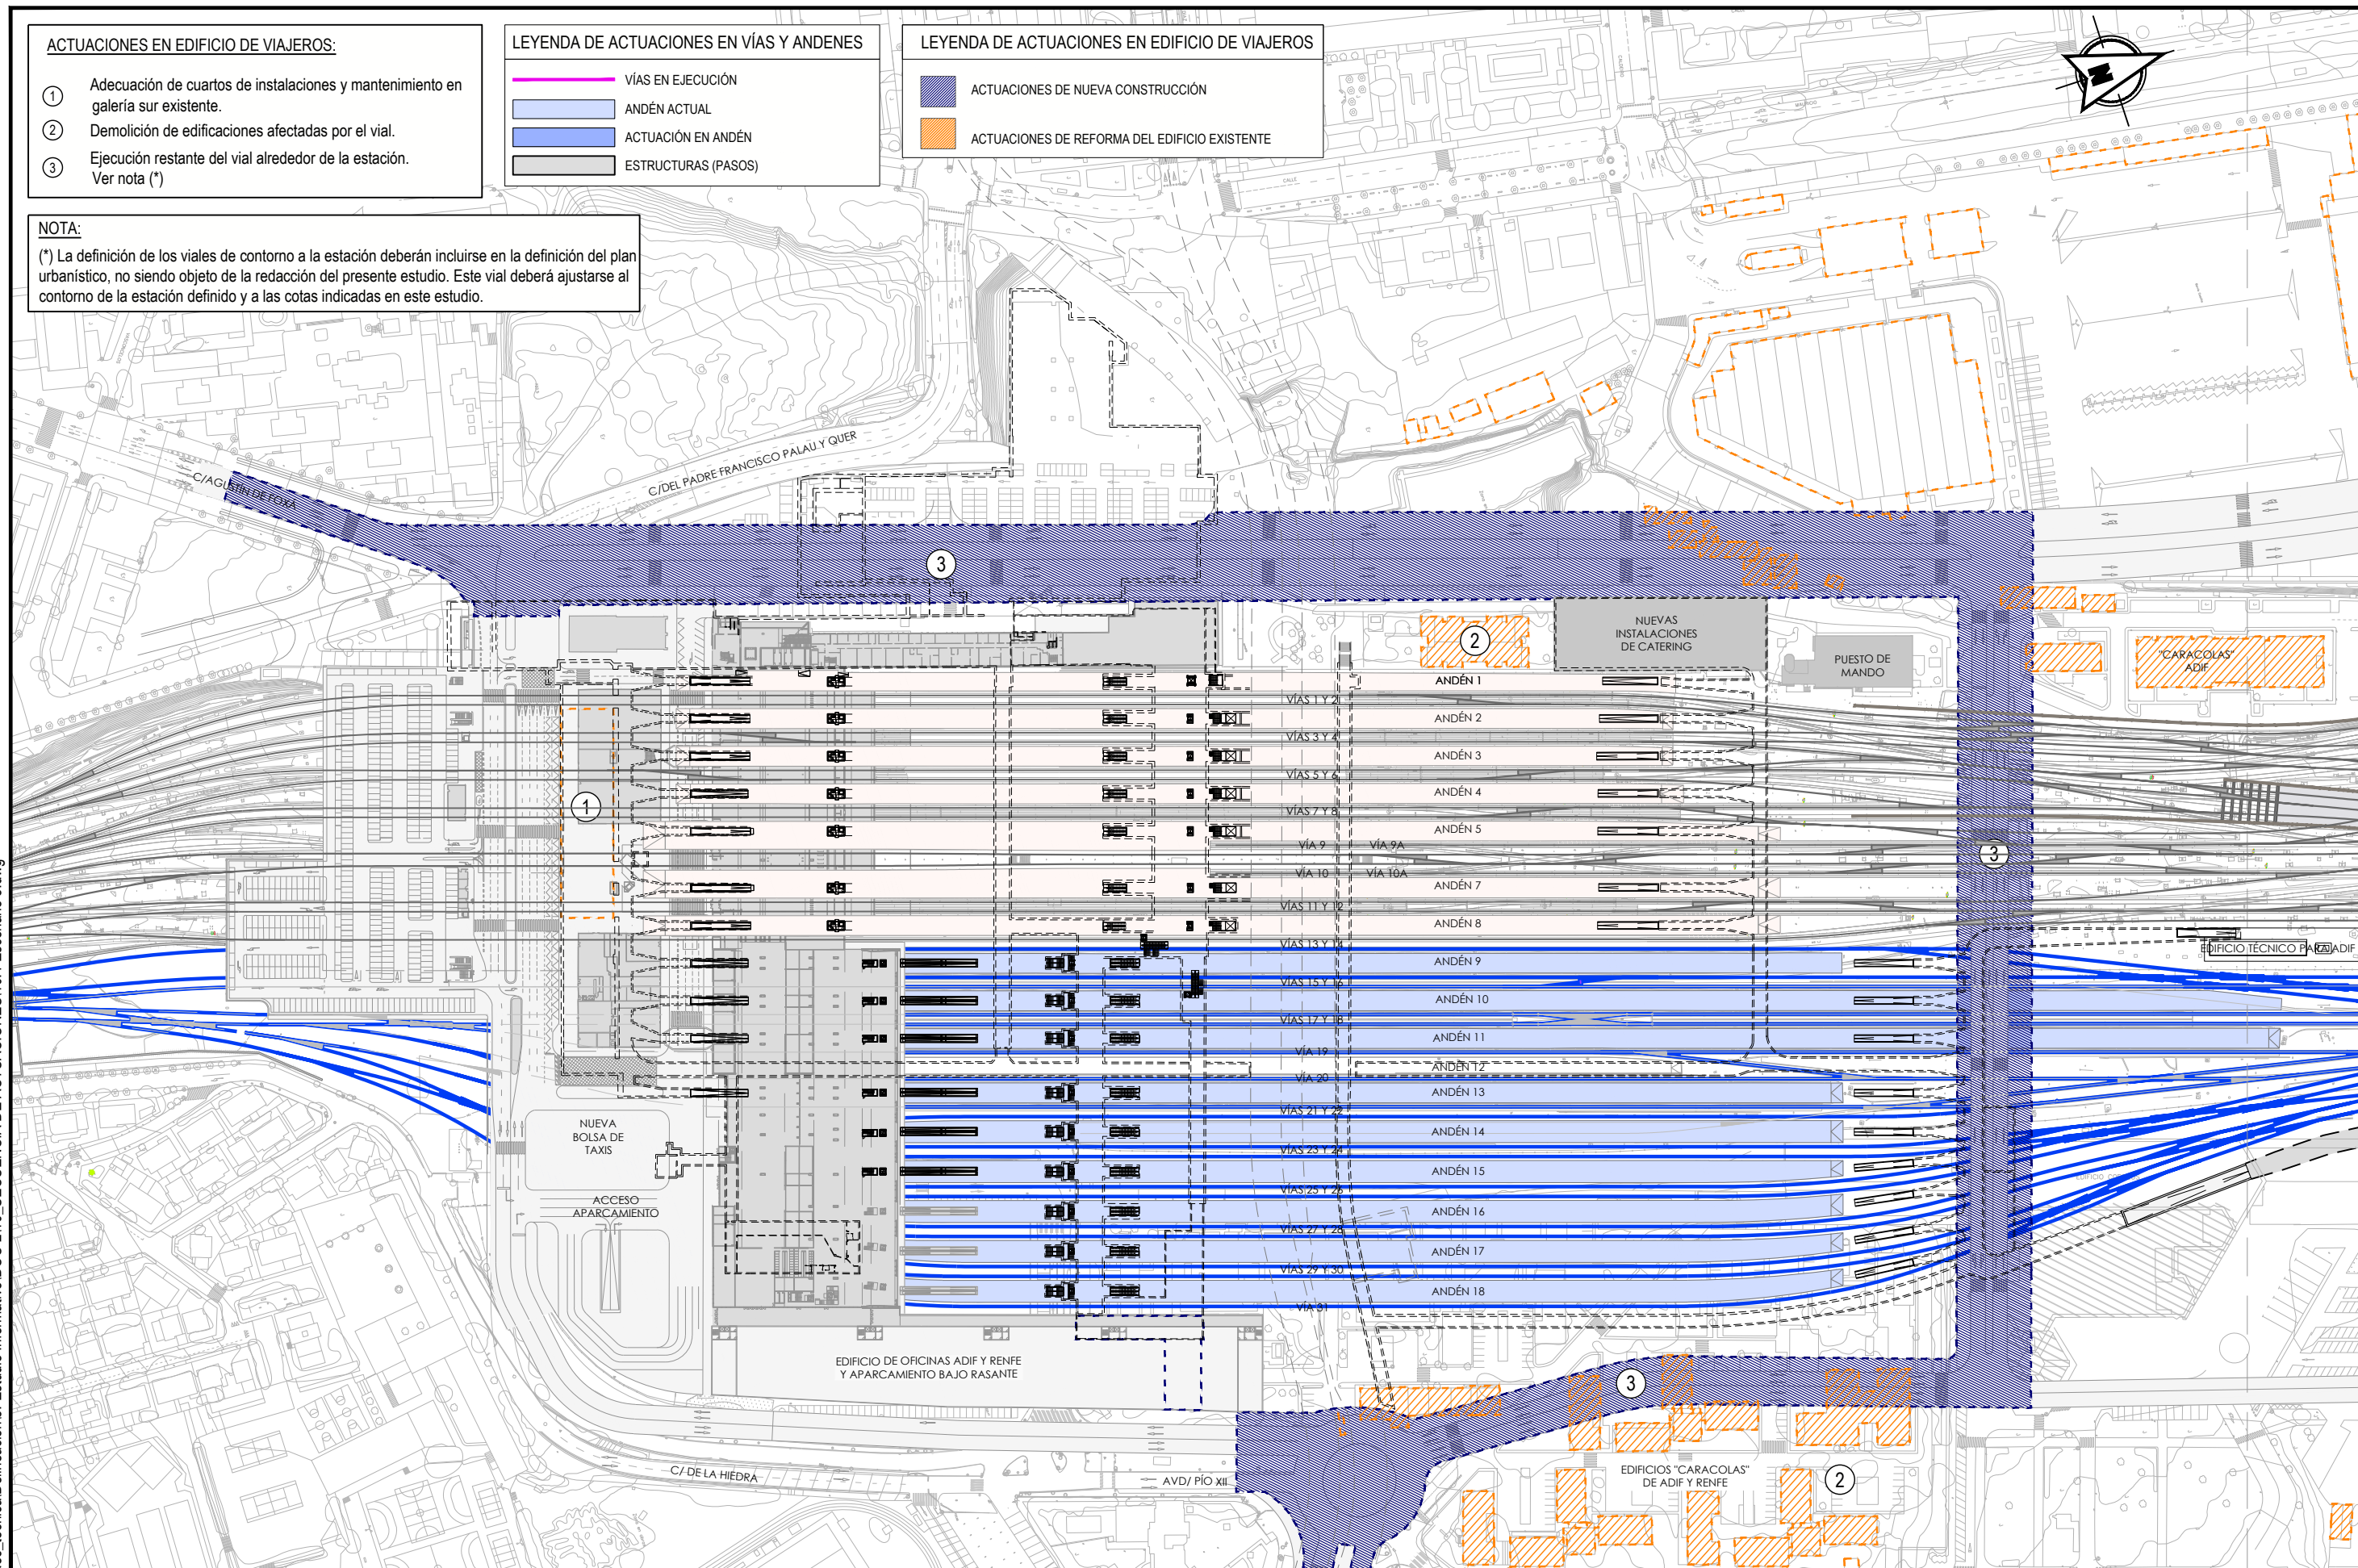 ACTUACIONES EN EDIFICIO DE VIAJEROS:
1 Adecuación de cuartos de instalaciones y mantenimiento en
galería sur existente.
2 Demolición de edificaciones afectadas por el vial.
3 Ejecución restante del vial alrededor de la estación.
Ver nota (*)
LEYENDA DE ACTUACIONES EN VÍAS Y ANDENES
VÍAS EN EJECUCIÓN
ANDÉN ACTUAL
ACTUACIÓN EN ANDÉN
ESTRUCTURAS (PASOS)
LEYENDA DE ACTUACIONES EN EDIFICIO DE VIAJEROS
ACTUACIONES DE NUEVA CONSTRUCCIÓN
ACTUACIONES DE REFORMA DEL EDIFICIO EXISTENTE
N
NOTA:
(*) La definición de los viales de contorno a la estación deberán incluirse en la definición del plan
urbanístico, no siendo objeto de la redacción del presente estudio. Este vial deberá ajustarse al
contorno de la estación definido y a las cotas indicadas en este estudio.
CALLE
C/DEL PADRE FRANCISCO PALAU Y QUER
C/AGUSTÍN DE FOXA
3
2
NUEVAS
INSTALACIONES
DE CATERING
PUESTO DE
MANDO
"CARACOLAS"
ADIF
ANDÉN 1
VÍAS 1 Y 2
ANDÉN 2
VÍAS 3 Y 4
ANDÉN 3
VÍAS 5 Y 6
ANDÉN 4
1
VÍAS 7 Y 8
ANDÉN 5
VÍA 9 VÍA 9A
3
VÍA 10 VÍA 10A
ANDÉN 7
VÍAS 11 Y 12
ANDÉN 8
VÍAS 13 Y 14
EDIFICIO TÉCNICO PARA ADIF
ANDÉN 9
VÍAS 15 Y 16
ANDÉN 10
VÍAS 17 Y 18
ANDÉN 11
VÍA 19
ANDÉN 12
VÍA 20
ANDÉN 13
VÍAS 21 Y 22
NUEVA
BOLSA DE
TAXIS
ANDÉN 14
VÍAS 23 Y 24
ANDÉN 15
VÍAS 25 Y 26
ACCESO
APARCAMIENTO
ANDÉN 16
VÍAS 27 Y 28
ANDÉN 17
VÍAS 29 Y 30
ANDÉN 18
VÍA 31
EDIFICIO DE OFICINAS ADIF Y RENFE
Y APARCAMIENTO BAJO RASANTE
3
C/ DE LA HIEDRA
AVD/ PÍO XII
EDIFICIOS "CARACOLAS"
DE ADIF Y RENFE
2